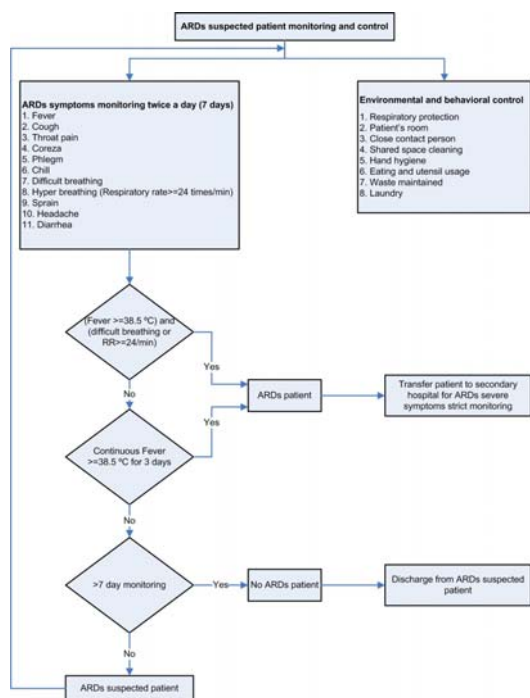 ARDs suspected patient monitoring and control
ARDs symptoms monitoring twice a day (7 days)
1. Fever
2. Cough
3. Throat pain
4. Coreza
5. Phlegm
6. Chill
7. Difficult breathing
8. Hyper breathing (Respiratory rate>=24 times/min)
9. Sprain
10. Headache
11. Diarrhea
Environmental and behavioral control
1. Respiratory protection
2. Patient's room
3. Close contact person
4. Shared space cleaning
5. Hand hygiene
6. Eating and utensil usage
7. Waste maintained
8. Laundry
(Fever >=38.5 ºC) and
(difficult breathing or
RR>=24/min)
Yes
No
ARDs patient
Transfer patient to secondary
hospital for ARDs severe
symptoms strict monitoring
Yes
Continuous Fever
>=38.5 ºC for 3 days
No
>7 day monitoring
Yes
No ARDs patient
Discharge from ARDs suspected
patient
No
ARDs suspected patient